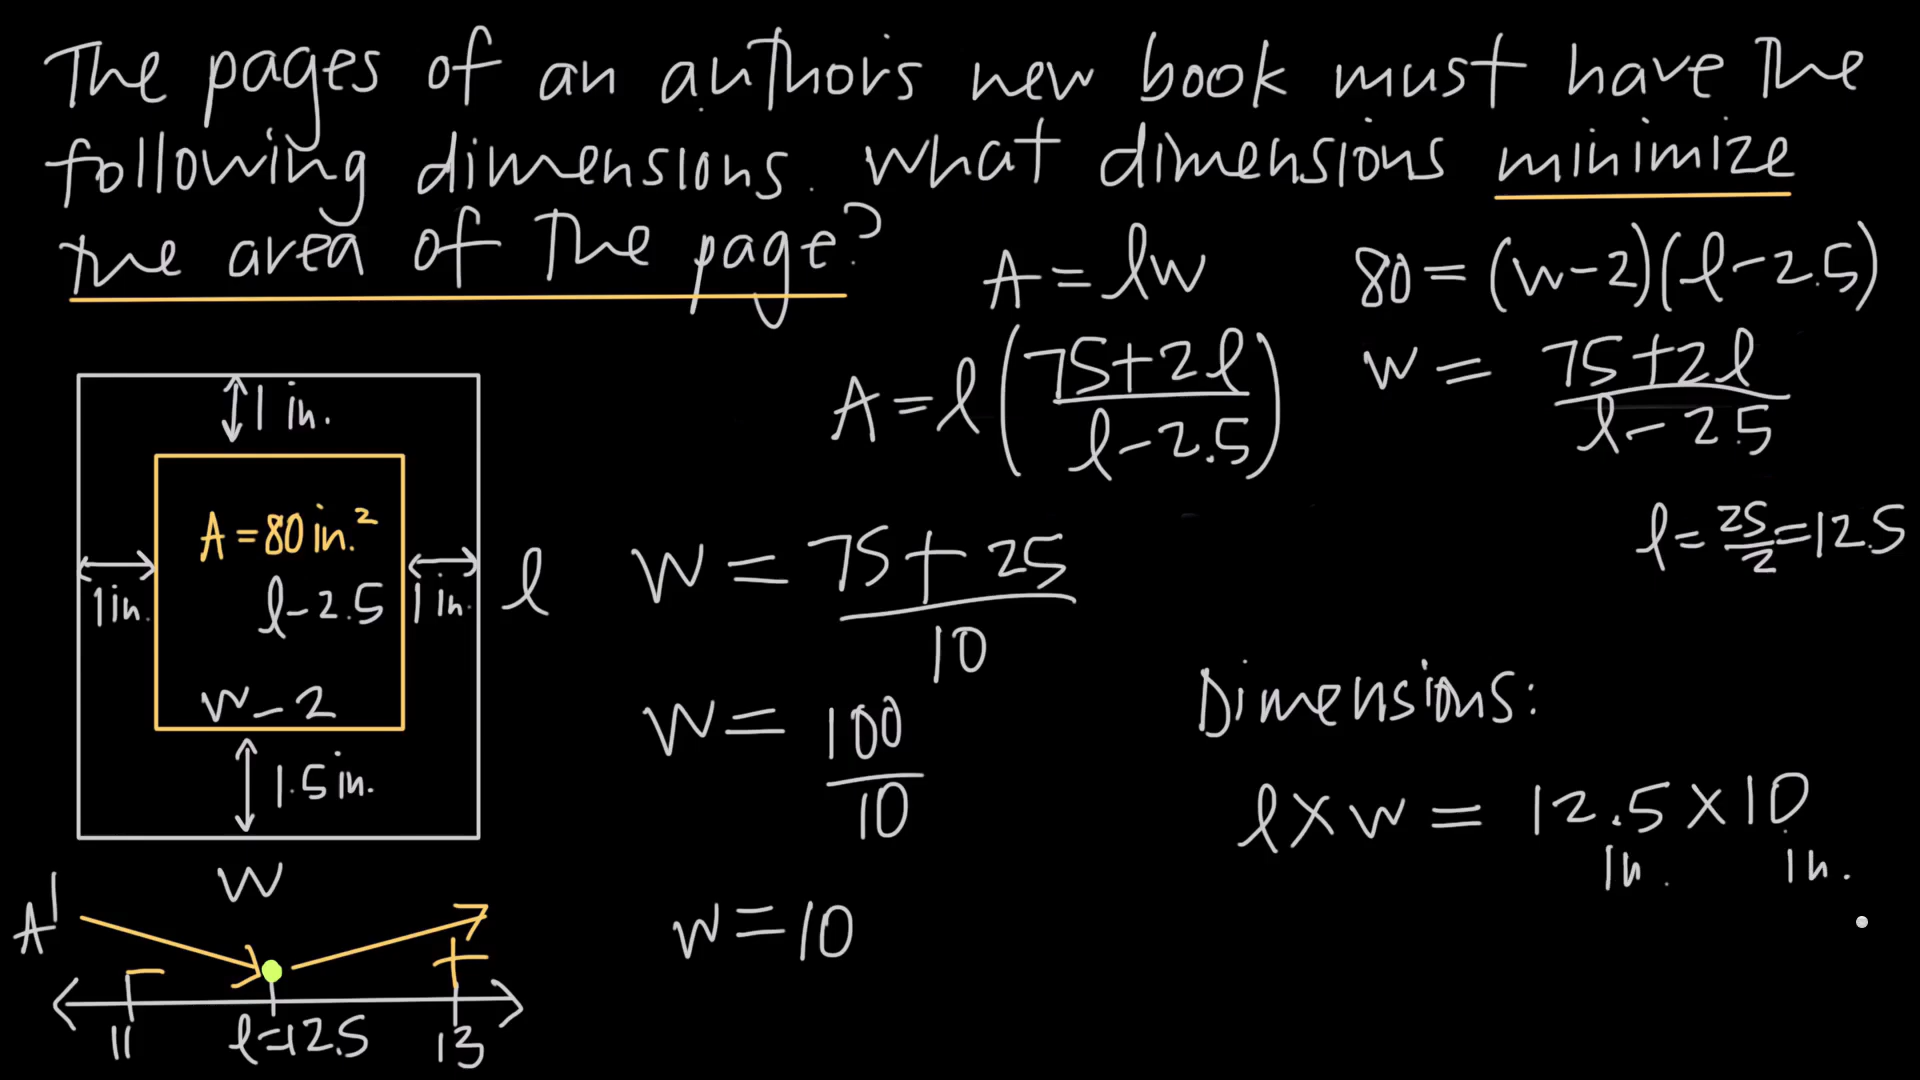 The pages of an author's new book must have the
following dimensions. what dimensions minimize
the area of the page?
A = lw
80 = (w-2)(l-2.5)
A = l((75+2l)/(l-2.5))
w = (75+2l)/(l-2.5)
l = 25/2 = 12.5
1 in.
A = 80 in.²
1 in.
l-2.5
1 in.
l
w-2
1.5 in.
w
W = (75+25)/10
W = 100/10
w = 10
Dimensions:
l x w = 12.5 x 10
in. in.
A'
- +
11 l=12.5 13